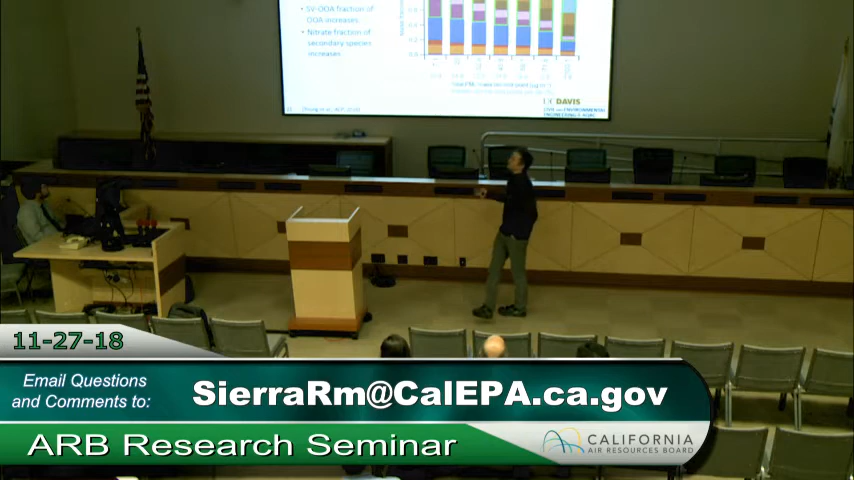 • SV-OOA fraction of
OOA increases.
• Nitrate fraction of
secondary species
increases
UC DAVIS
11-27-18
Email Questions
and Comments to:
SierraRm@CalEPA.ca.gov
ARB Research Seminar
CALIFORNIA
AIR RESOURCES BOARD